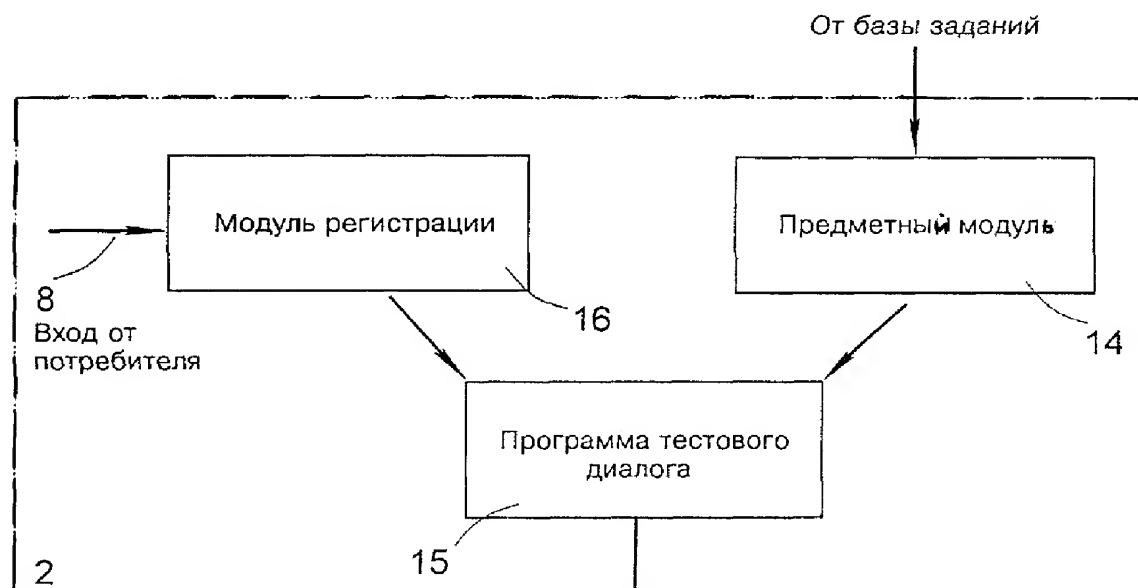 От базы заданий
Модуль регистрации
Предметный модуль
8
Вход от
потребителя
16
14
Программа тестового
диалога
15
2